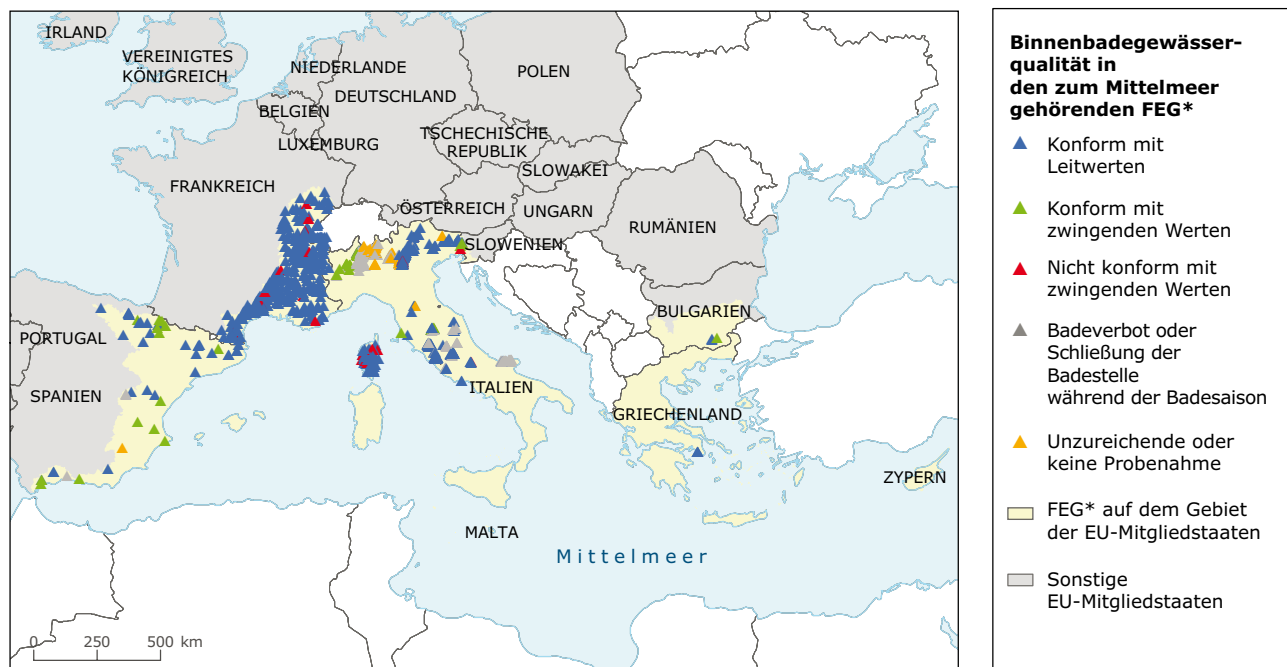 IRLAND
VEREINIGTES
KÖNIGREICH
NIEDERLANDE
POLEN
DEUTSCHLAND
BELGIEN
TSCHECHISCHE
REPUBLIK
LUXEMBURG
SLOWAKEI
FRANKREICH
ÖSTERREICH
UNGARN
RUMÄNIEN
SLOWENIEN
BULGARIEN
PORTUGAL
ITALIEN
SPANIEN
GRIECHENLAND
ZYPERN
MALTA
Mittelmeer
0 250 500 km
Binnenbadegewässer-
qualität in
den zum Mittelmeer
gehörenden FEG*
Konform mit
Leitwerten
Konform mit
zwingenden Werten
Nicht konform mit
zwingenden Werten
Badeverbot oder
Schließung der
Badestelle
während der Badesaison
Unzureichende oder
keine Probenahme
FEG* auf dem Gebiet
der EU-Mitgliedstaaten
Sonstige
EU-Mitgliedstaaten